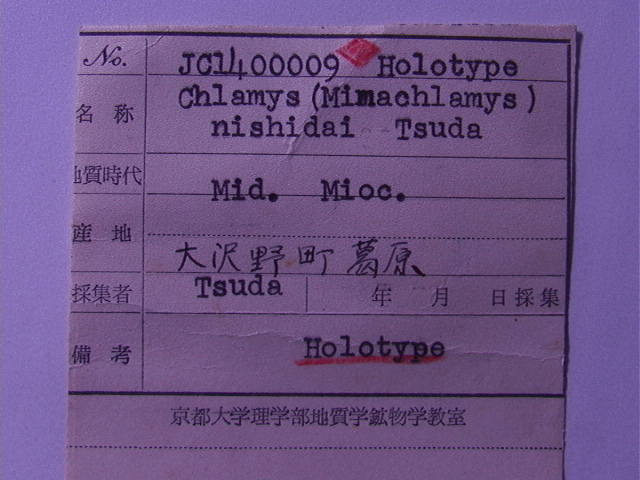 No. JC1400009 Holotype
名称 Chlamys (Mimachlamys)
nishidai Tsuda
地質時代 Mid. Mioc.
産地 大沢野町葛原
採集者 Tsuda 年 月 日採集
備考 Holotype
京都大学理学部地質学鉱物学教室